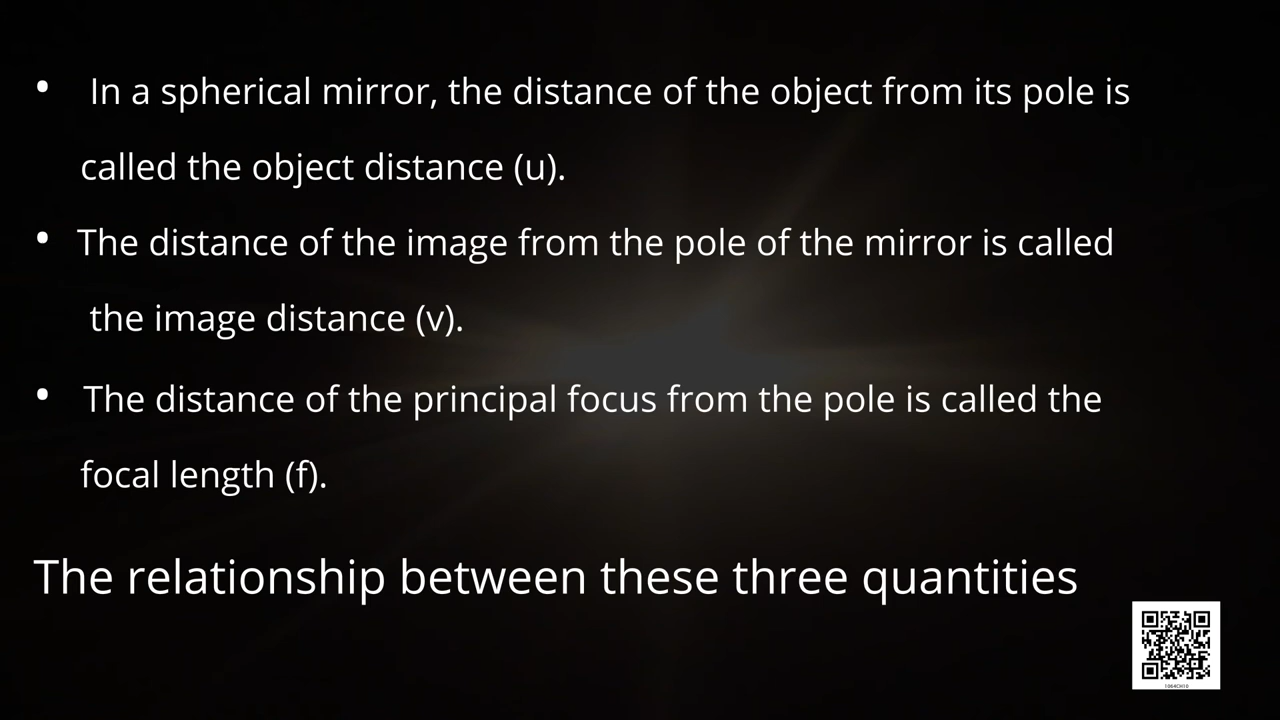 • In a spherical mirror, the distance of the object from its pole is
called the object distance (u).
• The distance of the image from the pole of the mirror is called
the image distance (v).
• The distance of the principal focus from the pole is called the
focal length (f).
The relationship between these three quantities
1064CH10